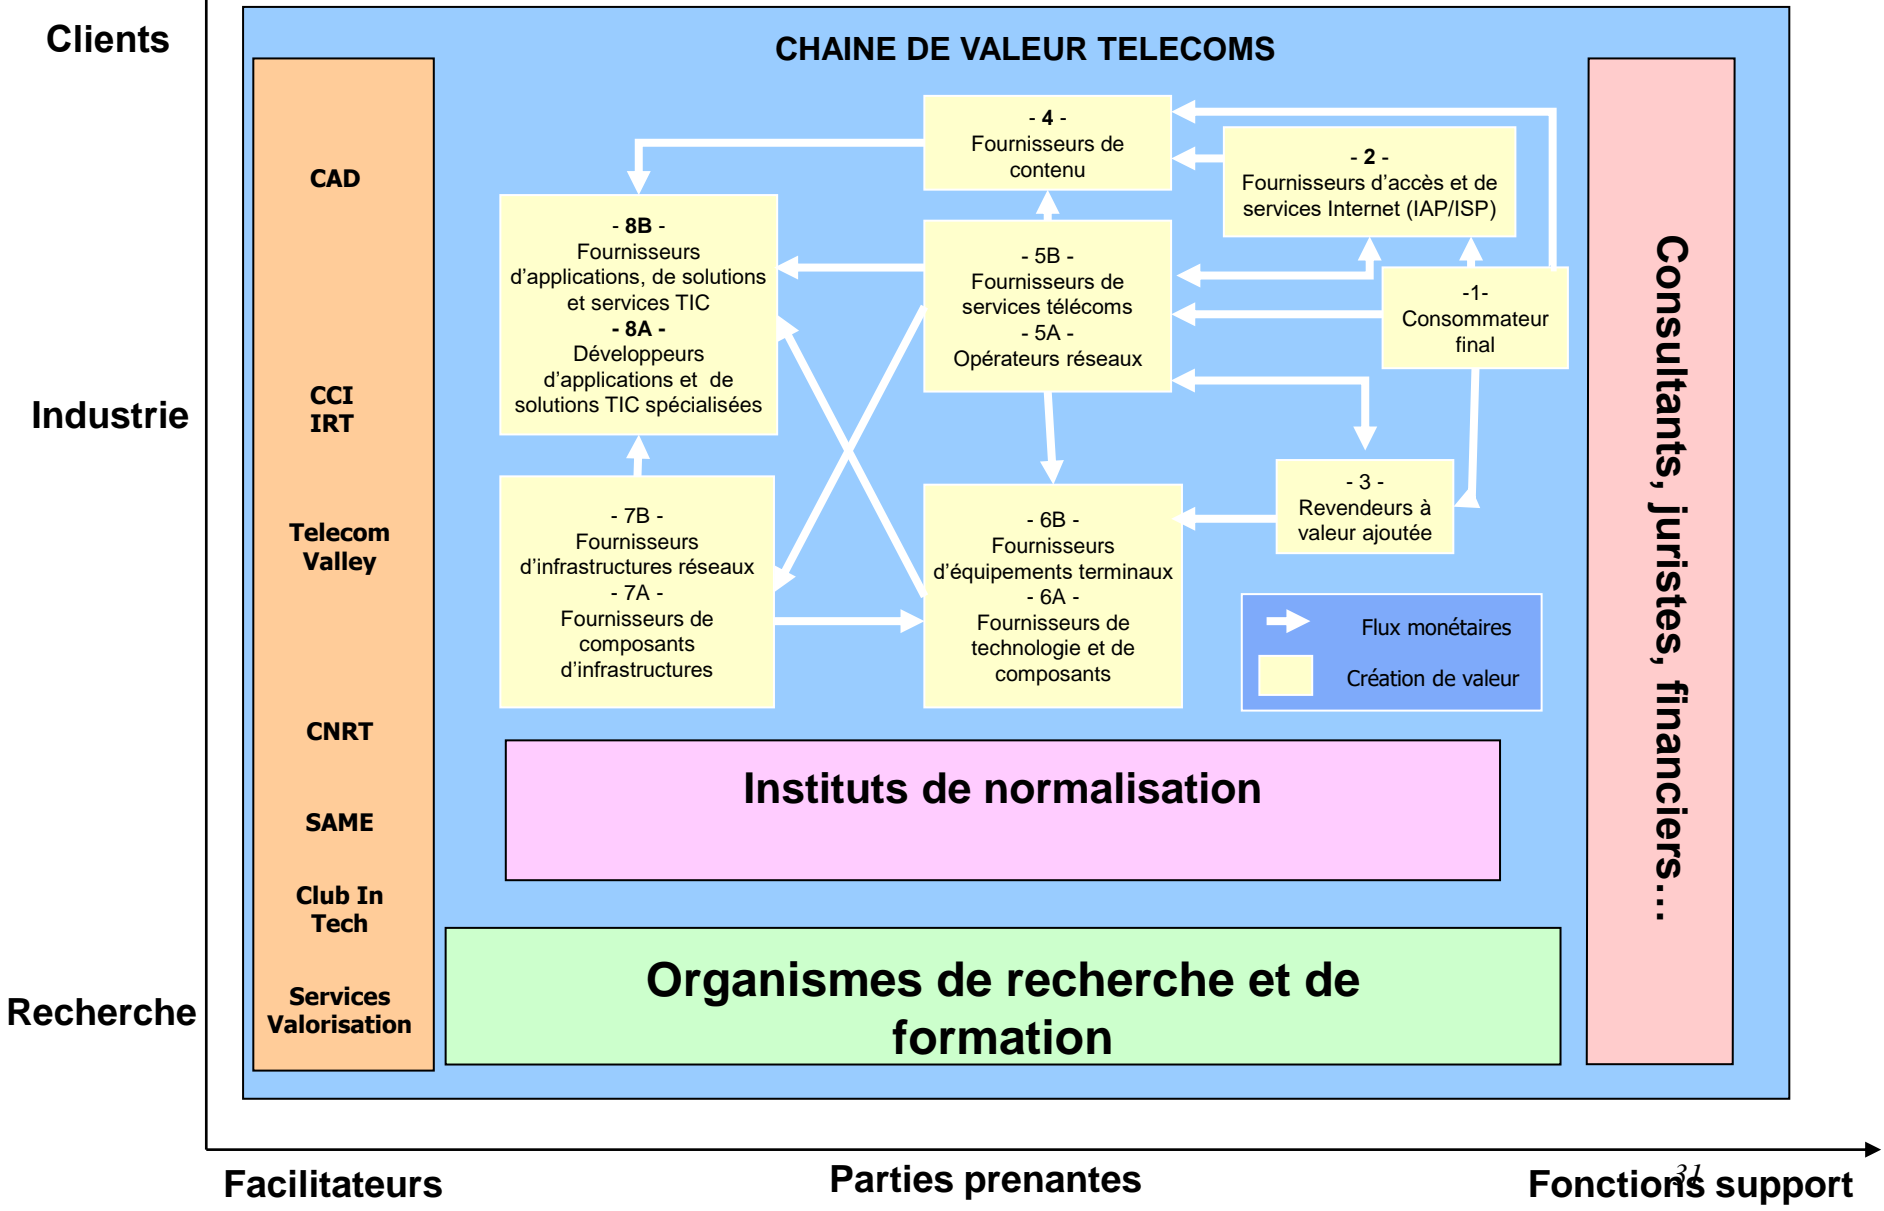 Clients
Industrie
Recherche
CHAINE DE VALEUR TELECOMS
CAD
CCI
IRT
Telecom
Valley
CNRT
SAME
Club In
Tech
Services
Valorisation
- 4 -
Fournisseurs de
contenu
- 2 -
Fournisseurs d'accès et de
services Internet (IAP/ISP)
- 8B -
Fournisseurs
d'applications, de solutions
et services TIC
- 8A -
Développeurs
d'applications et  de
solutions TIC spécialisées
- 5B -
Fournisseurs de
services télécoms
- 5A -
Opérateurs réseaux
-1-
Consommateur
final
- 7B -
Fournisseurs
d'infrastructures réseaux
- 7A -
Fournisseurs de
composants
d'infrastructures
- 6B -
Fournisseurs
d'équipements terminaux
- 6A -
Fournisseurs de
technologie et de
composants
- 3 -
Revendeurs à
valeur ajoutée
Flux monétaires
Création de valeur
Instituts de normalisation
Organismes de recherche et de
formation
Consultants, juristes, financiers…
Facilitateurs
Parties prenantes
Fonctions support
31